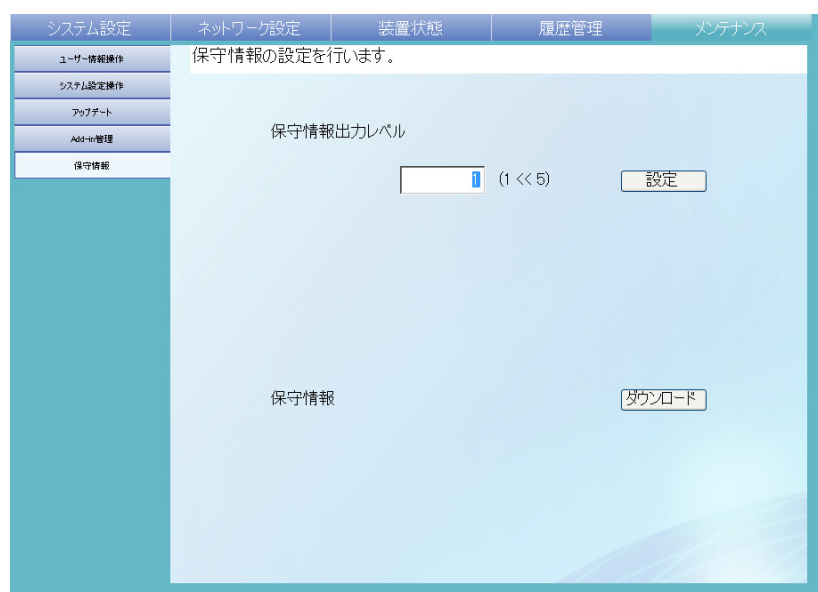 システム設定 ネットワーク設定 装置状態 履歴管理 メンテナンス
ユーザー情報操作
システム設定操作
アップデート
Add-in管理
保守情報
保守情報の設定を行います。
保守情報出力レベル
1 (1 << 5) 設定
保守情報 ダウンロード